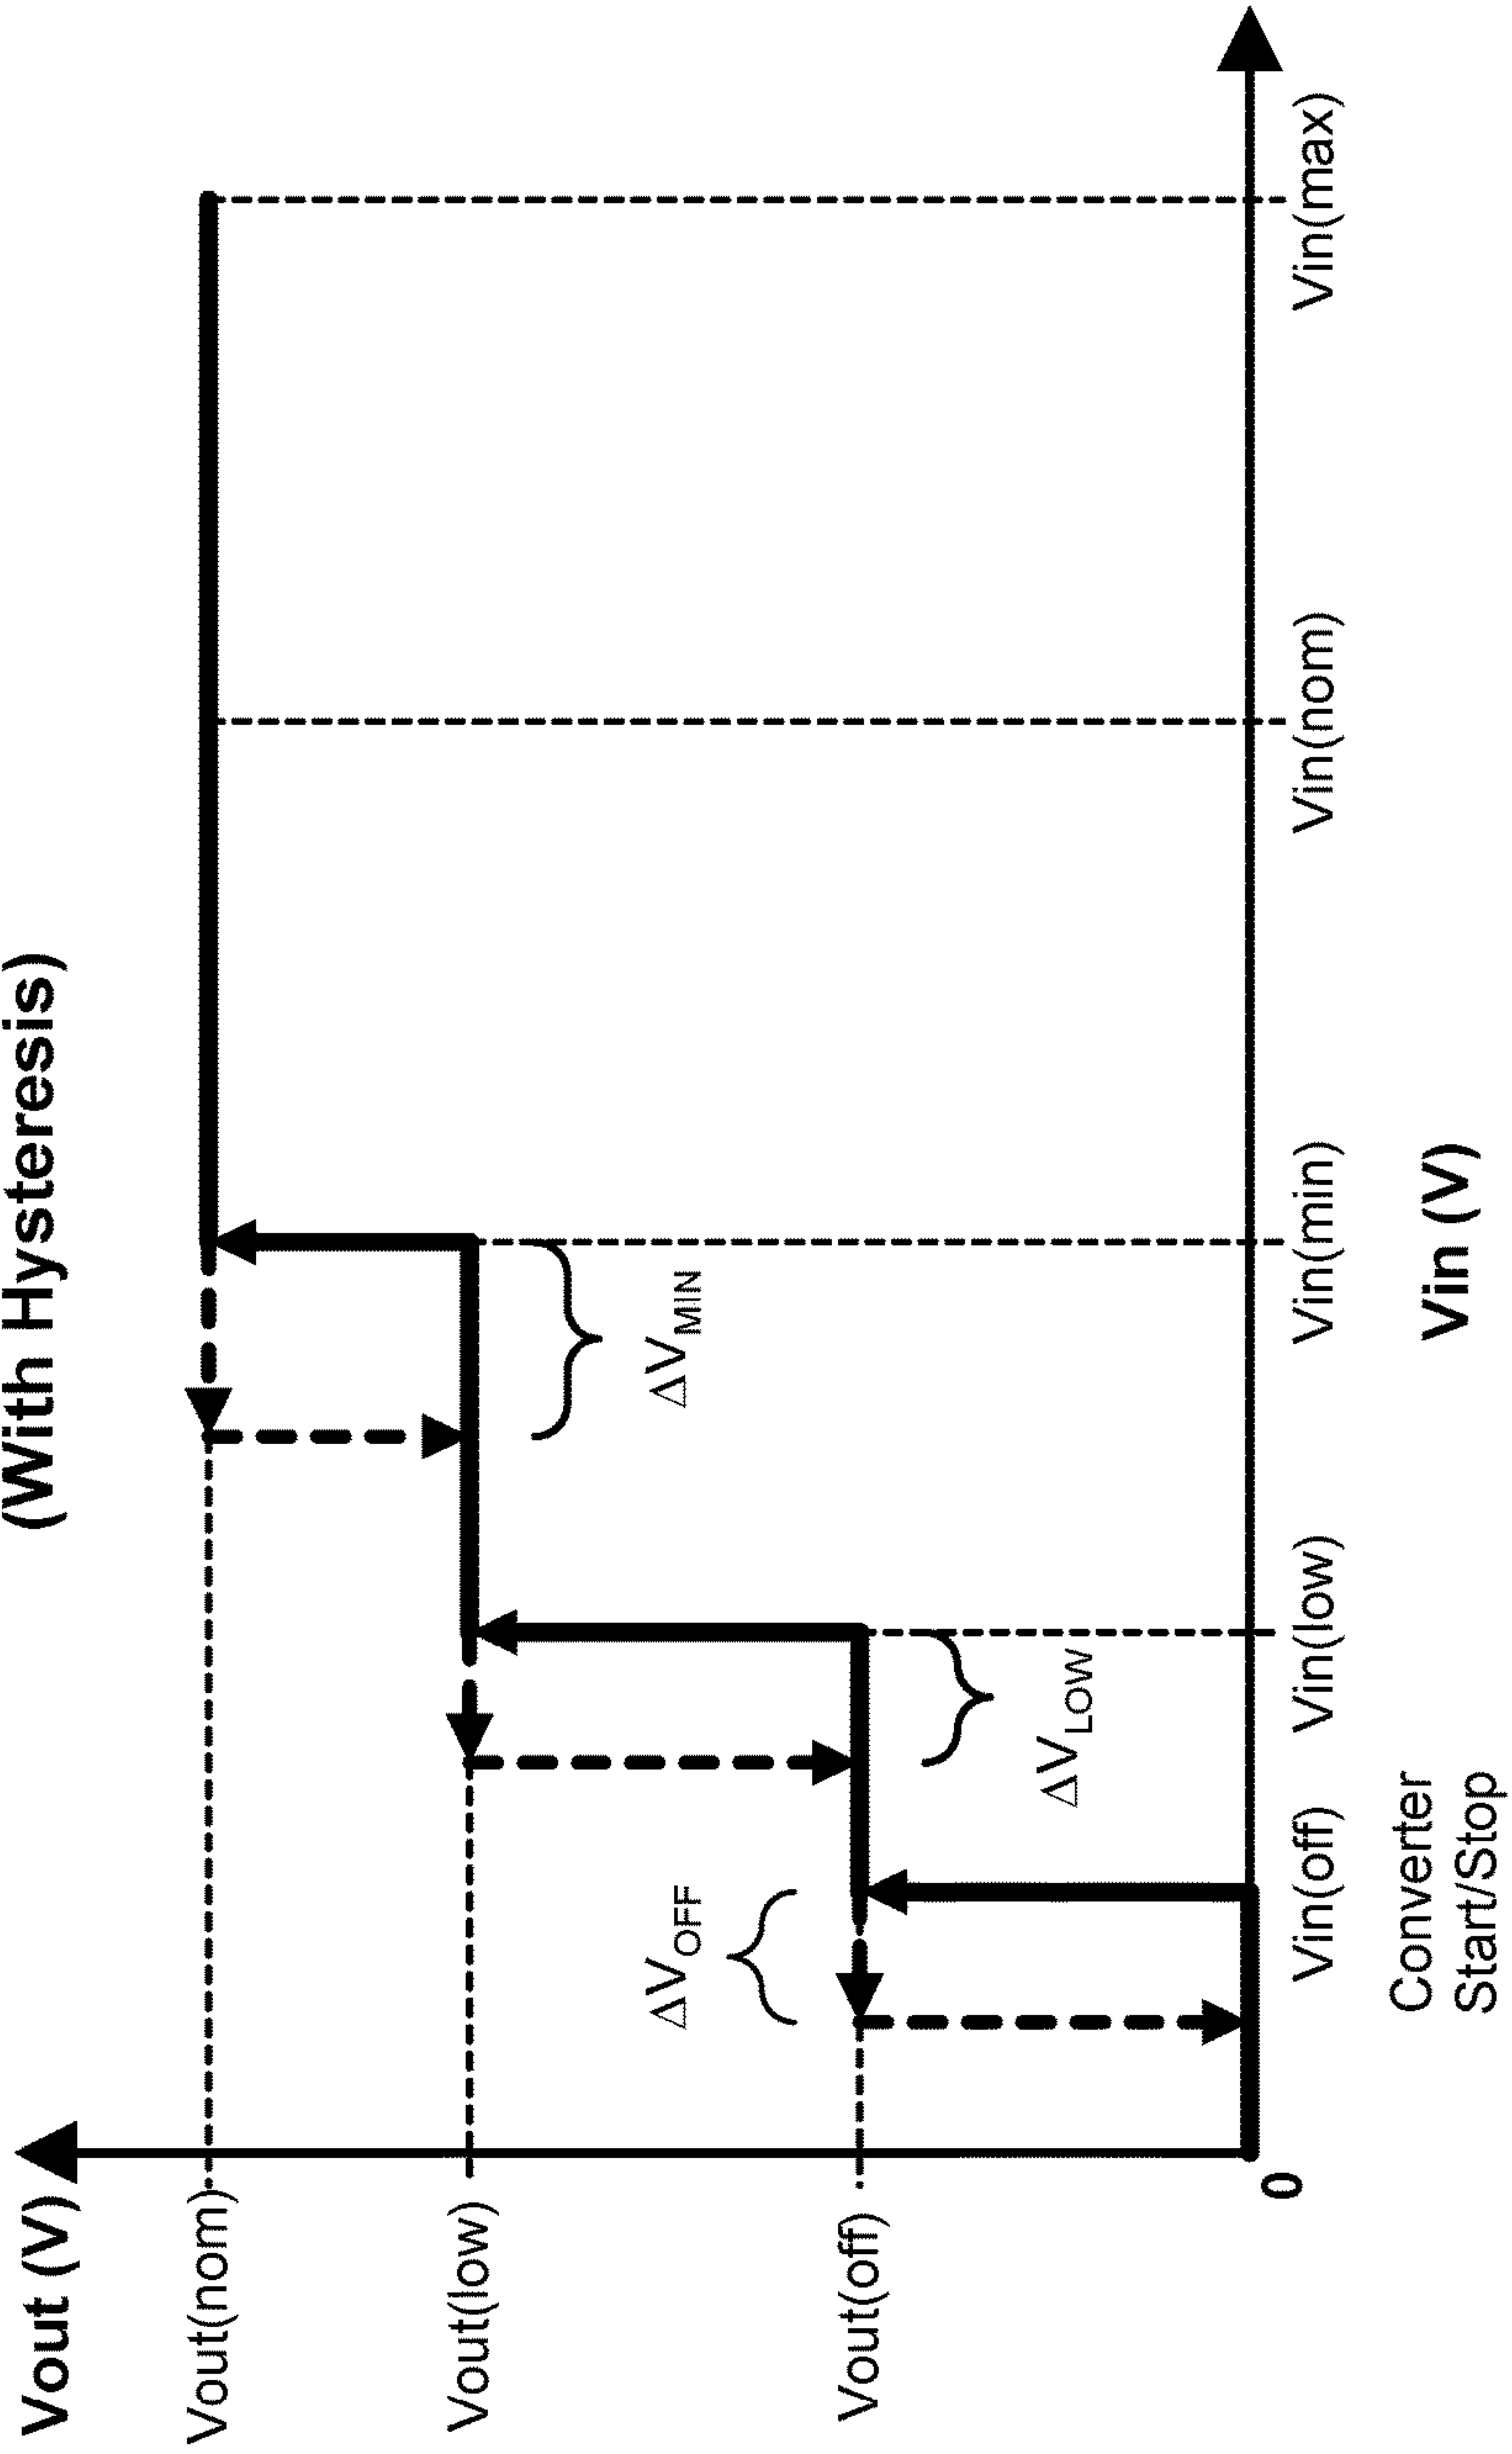 (With Hysteresis)
Vout (V)
Vout(nom)
Vout(low)
Vout(off)
ΔVOFF
ΔVLOW
ΔVMIN
0
Vin(off)
Vin(low)
Vin(min)
Vin(nom)
Vin(max)
Converter
Start/Stop
Vin (V)